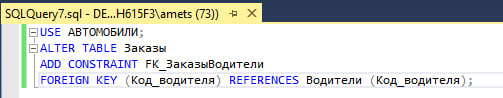 SQLQuery7.sql - DE...H615F3\amets (73))
USE АВТОМОБИЛИ;
ALTER TABLE Заказы
ADD CONSTRAINT FK_ЗаказыВодители
FOREIGN KEY (Код_водителя) REFERENCES Водители (Код_водителя);